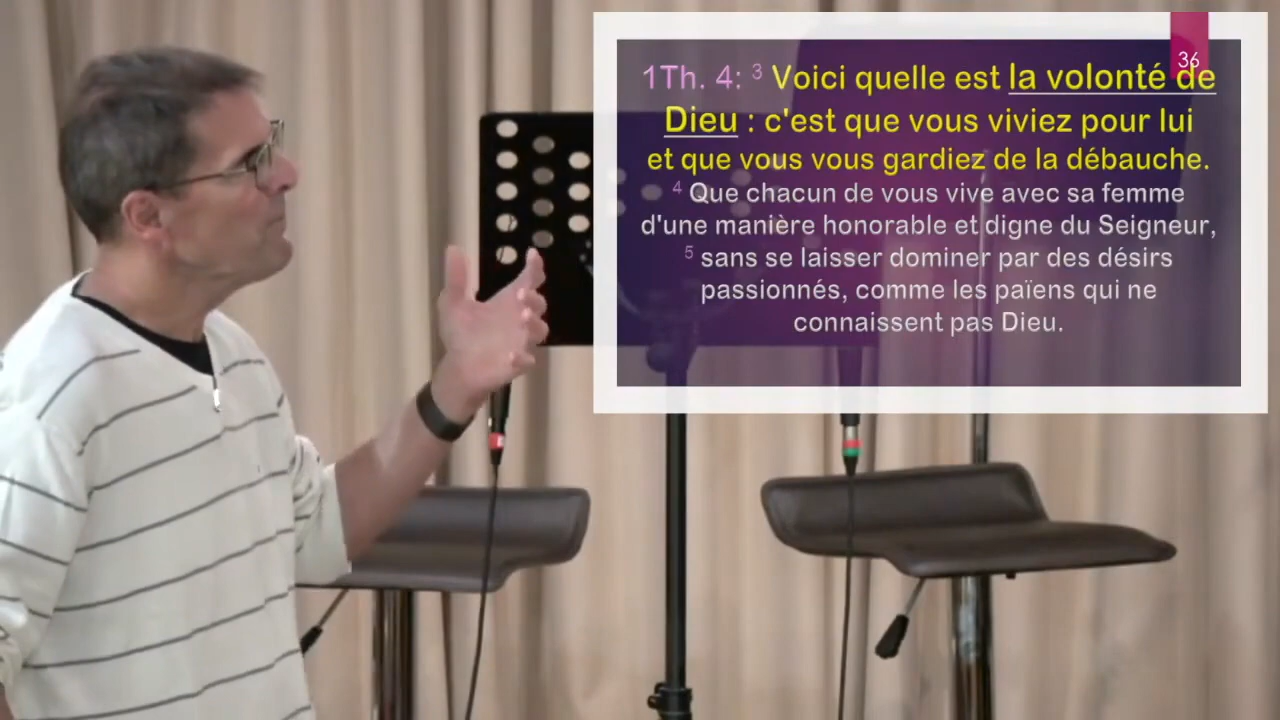 36
1Th. 4: ³ Voici quelle est la volonté de
Dieu : c'est que vous viviez pour lui
et que vous vous gardiez de la débauche.
⁴ Que chacun de vous vive avec sa femme
d'une manière honorable et digne du Seigneur,
⁵ sans se laisser dominer par des désirs
passionnés, comme les païens qui ne
connaissent pas Dieu.